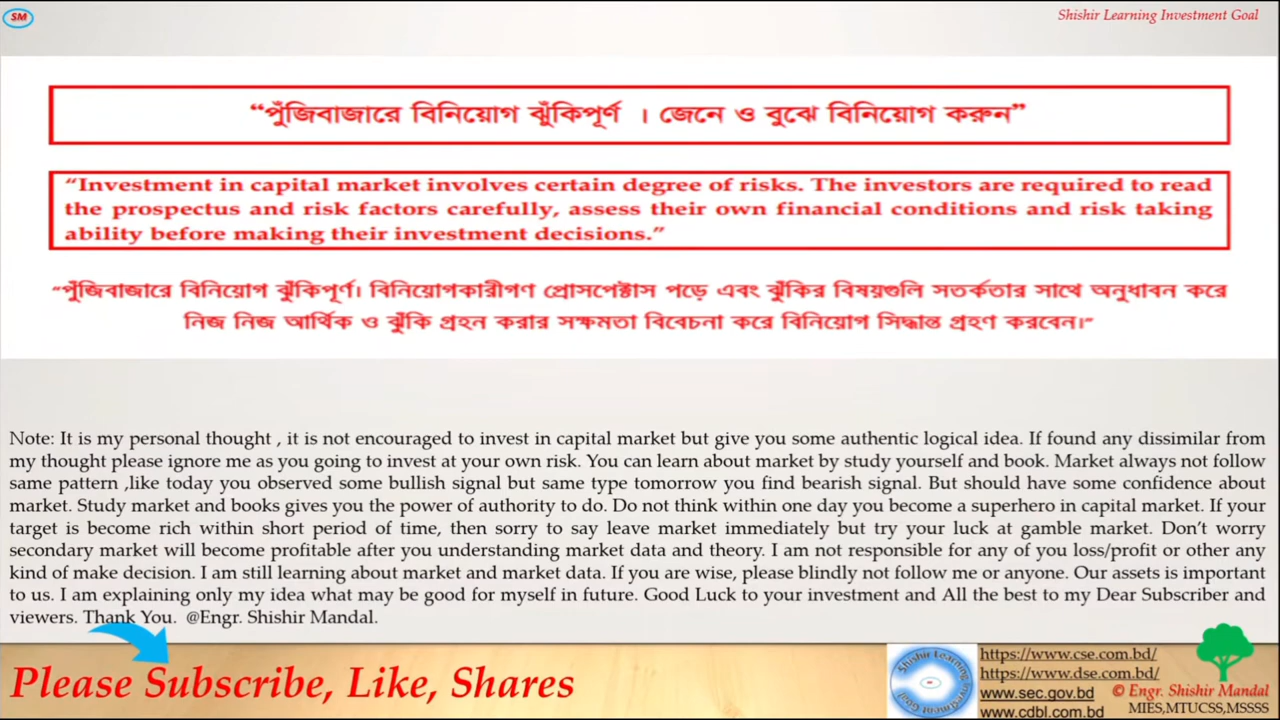 SM
Shishir Learning Investment Goal
“পুঁজিবাজারে বিনিয়োগ ঝুঁকিপূর্ণ । জেনে ও বুঝে বিনিয়োগ করুন”
“Investment in capital market involves certain degree of risks. The investors are required to read
the prospectus and risk factors carefully, assess their own financial conditions and risk taking
ability before making their investment decisions.”
“পুঁজিবাজারে বিনিয়োগ ঝুঁকিপূর্ণ। বিনিয়োগকারীগণ প্রোসপেক্টাস পড়ে এবং ঝুঁকির বিষয়গুলি সতর্কতার সাথে অনুধাবন করে
নিজ নিজ আর্থিক ও ঝুঁকি গ্রহন করার সক্ষমতা বিবেচনা করে বিনিয়োগ সিদ্ধান্ত গ্রহণ করবেন।”
Note: It is my personal thought , it is not encouraged to invest in capital market but give you some authentic logical idea. If found any dissimilar from
my thought please ignore me as you going to invest at your own risk. You can learn about market by study yourself and book. Market always not follow
same pattern ,like today you observed some bullish signal but same type tomorrow you find bearish signal. But should have some confidence about
market. Study market and books gives you the power of authority to do. Do not think within one day you become a superhero in capital market. If your
target is become rich within short period of time, then sorry to say leave market immediately but try your luck at gamble market. Don’t worry
secondary market will become profitable after you understanding market data and theory. I am not responsible for any of you loss/profit or other any
kind of make decision. I am still learning about market and market data. If you are wise, please blindly not follow me or anyone. Our assets is important
to us. I am explaining only my idea what may be good for myself in future. Good Luck to your investment and All the best to my Dear Subscriber and
viewers. Thank You. @Engr. Shishir Mandal.
Please Subscribe, Like, Shares
Shishir Learning Investment Goal
https://www.cse.com.bd/
https://www.dse.com.bd/
www.sec.gov.bd
www.cdbl.com.bd
© Engr. Shishir Mandal
MIES,MTUCSS,MSSSS